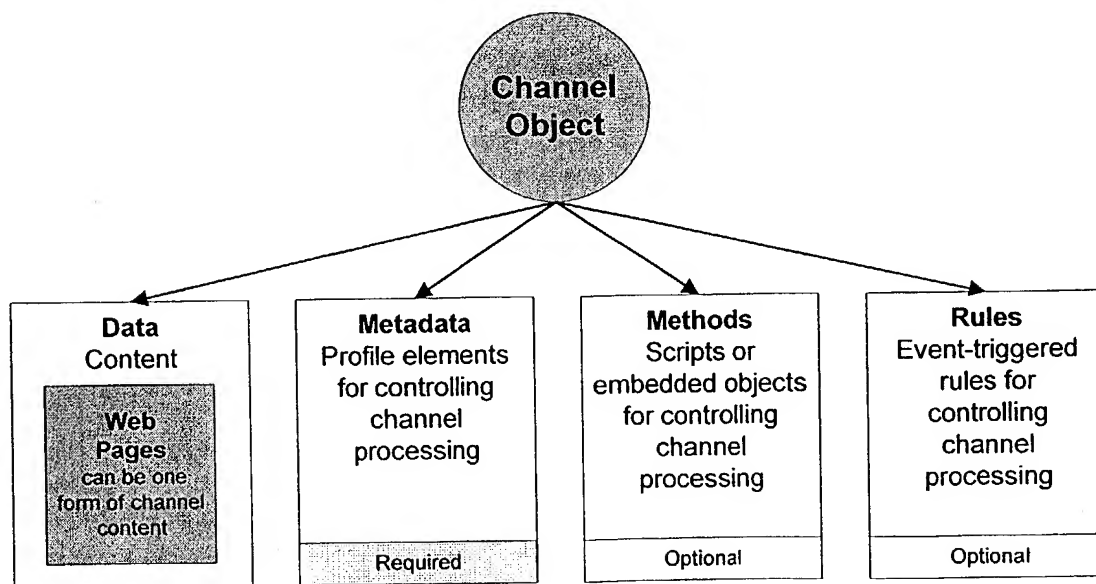 Channel
Object
Data
Content
Web
Pages
can be one
form of channel
content
Metadata
Profile elements
for controlling
channel
processing
Required
Methods
Scripts or
embedded objects
for controlling
channel
processing
Optional
Rules
Event-triggered
rules for
controlling
channel
processing
Optional